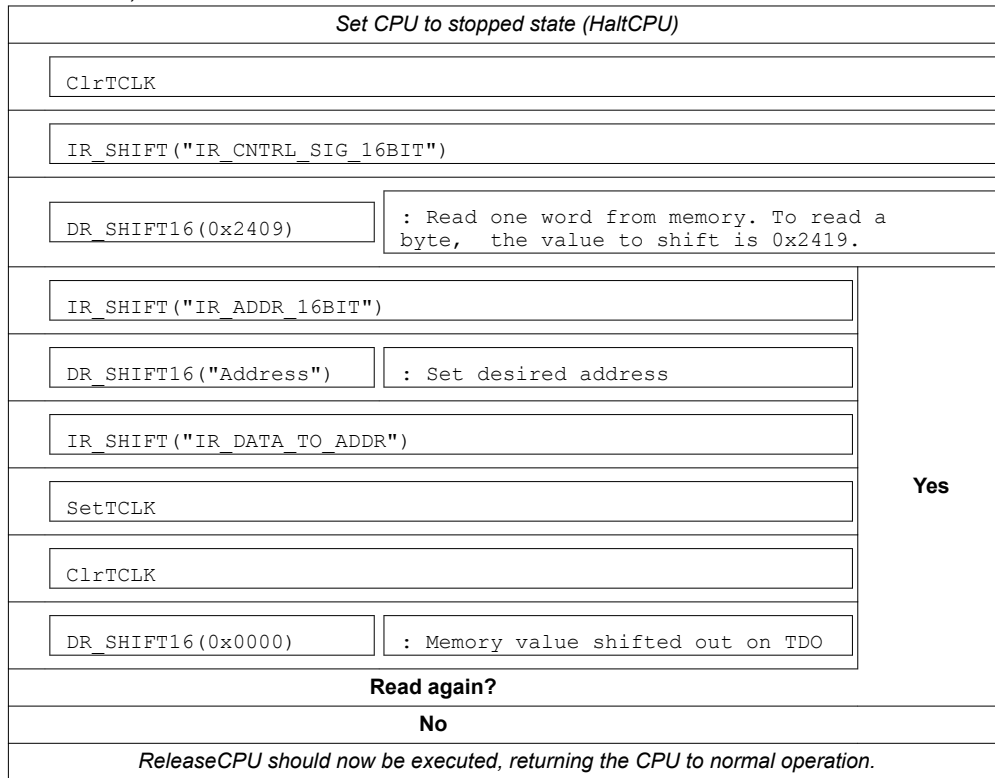 Set CPU to stopped state (HaltCPU)
ClrTCLK
IR_SHIFT("IR_CNTRL_SIG_16BIT")
DR_SHIFT16(0x2409)
: Read one word from memory. To read a
byte,  the value to shift is 0x2419.
IR_SHIFT("IR_ADDR_16BIT")
DR_SHIFT16("Address")
: Set desired address
IR_SHIFT("IR_DATA_TO_ADDR")
SetTCLK
Yes
ClrTCLK
DR_SHIFT16(0x0000)
: Memory value shifted out on TDO
Read again?
No
ReleaseCPU should now be executed, returning the CPU to normal operation.